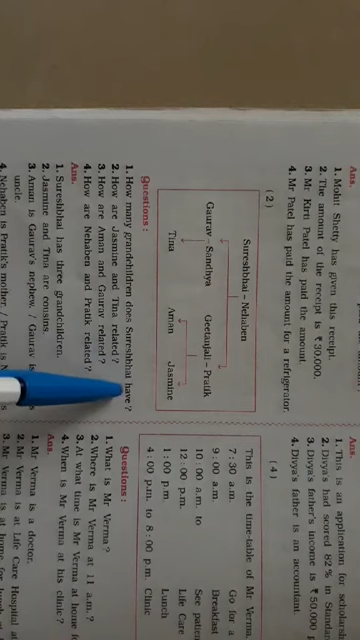 Ans.
1. Mohit Shetty has given this receipt.
2. The amount of the receipt is ₹ 30,000.
3. Mr Kirti Patel has paid the amount.
4. Mr Patel has paid the amount for a refrigerator.
(2)
Sureshbhai – Nehaben
Gaurav – Sandhya Geetanjali – Pratik
Tina Aman Jasmine
Questions :
1. How many grandchildren does Sureshbhai have ?
2. How are Jasmine and Tina related ?
3. How are Aman and Gaurav related ?
4. How are Nehaben and Pratik related ?
Ans.
1. Sureshbhai has three grandchildren.
2. Jasmine and Tina are cousins.
3. Aman is Gaurav's nephew / Gaurav is
uncle.
4. Nehaben is Pratik's mother / Pratik is
Ans.
1. This is an application for
2. Divya had scored 82% in
3. Divya's father's income is ₹ 50,000
4. Divya's father is an accountant.
(4)
This is the time-table of Mr Verma.
7 : 30 a.m. Go for
9 : 00 a.m. Breakfast
10 : 00 a.m. to See
12 : 00 p.m. Life Care
1 : 00 p.m. Lunch
4 : 00 p.m. to 8 : 00 p.m. Clinic
Questions :
1. What is Mr Verma ?
2. Where is Mr Verma at 11 a.m. ?
3. At what time is Mr Verma at home
4. When is Mr Verma at his clinic ?
Ans.
1. Mr Verma is a doctor.
2. Mr Verma is at Life Care Hospital at
3. Mr Verma is at home for lunch at